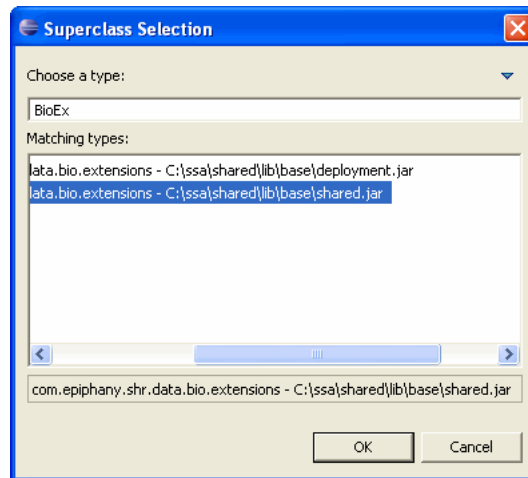 Superclass Selection
Choose a type:
BioEx
Matching types:
lata.bio.extensions - C:\ssa\shared\lib\base\deployment.jar
lata.bio.extensions - C:\ssa\shared\lib\base\shared.jar
com.epiphany.shr.data.bio.extensions - C:\ssa\shared\lib\base\shared.jar
OK Cancel